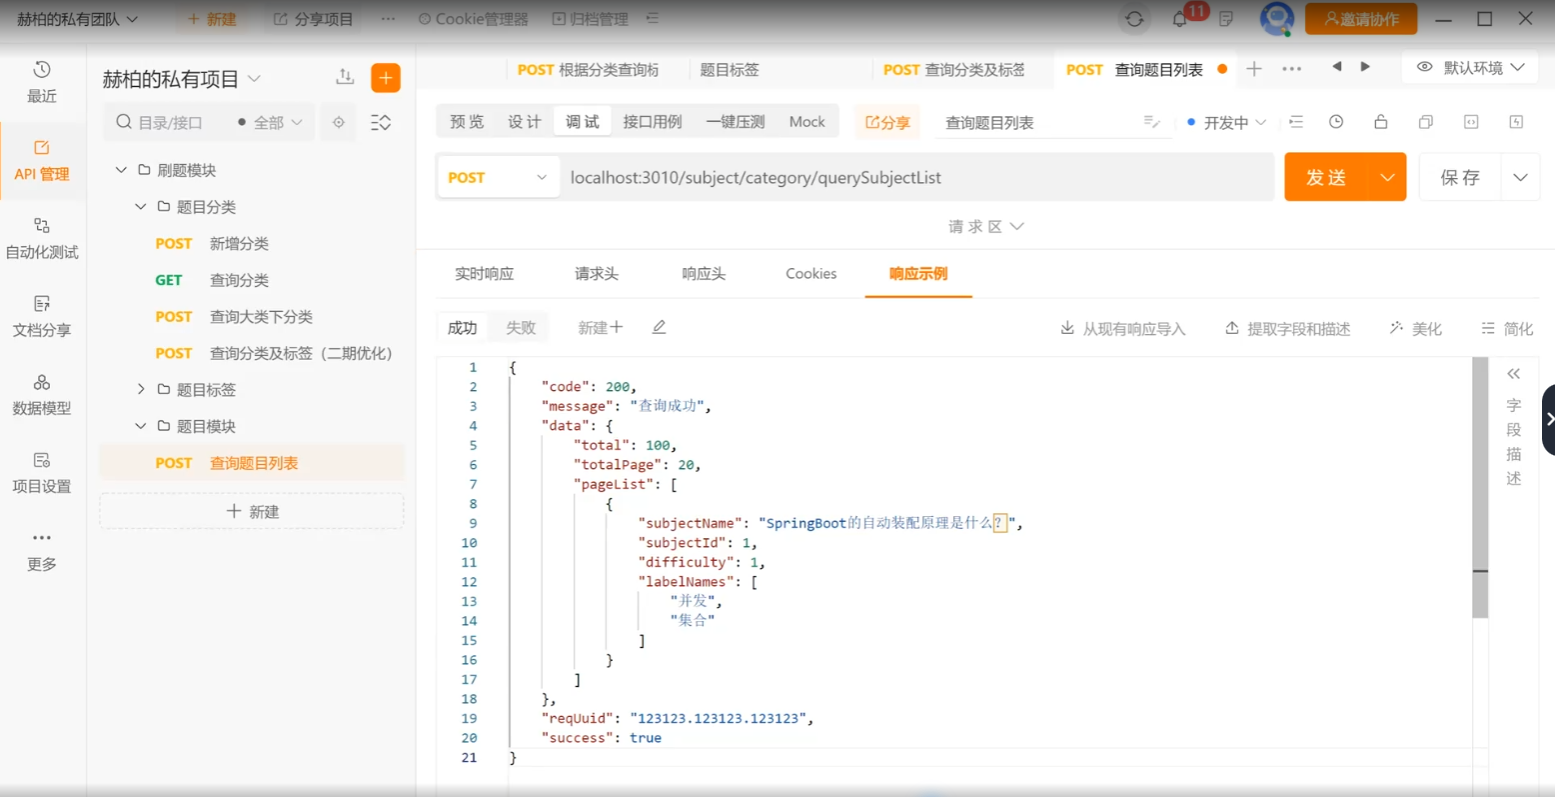 赫柏的私有团队
新建
分享项目
Cookie管理器
归档管理
11
邀请协作
最近
API 管理
自动化测试
文档分享
数据模型
项目设置
更多
赫柏的私有项目
目录/接口
全部
刷题模块
题目分类
POST 新增分类
GET 查询分类
POST 查询大类下分类
POST 查询分类及标签（二期优化）
题目标签
题目模块
POST 查询题目列表
新建
POST 根据分类查询标
题目标签
POST 查询分类及标签
POST 查询题目列表
默认环境
预览
设计
调试
接口用例
一键压测
Mock
分享
查询题目列表
开发中
POST
localhost:3010/subject/category/querySubjectList
发送
保存
请求区
实时响应
请求头
响应头
Cookies
响应示例
成功
失败
新建
从现有响应导入
提取字段和描述
美化
简化
1 {
2 "code": 200,
3 "message": "查询成功",
4 "data": {
5 "total": 100,
6 "totalPage": 20,
7 "pageList": [
8 {
9 "subjectName": "SpringBoot的自动装配原理是什么？",
10 "subjectId": 1,
11 "difficulty": 1,
12 "labelNames": [
13 "并发",
14 "集合"
15 ]
16 }
17 ]
18 },
19 "reqUuid": "123123.123123.123123",
20 "success": true
21 }
字段描述